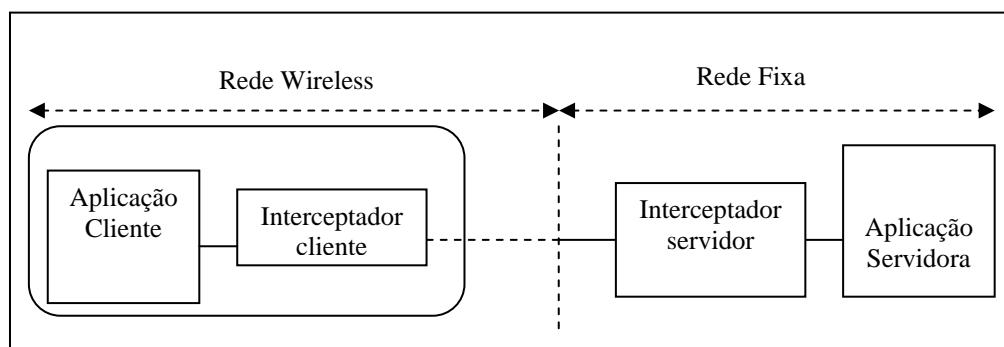 Rede Wireless
Rede Fixa
Aplicação
Cliente
Interceptador
cliente
Interceptador
servidor
Aplicação
Servidora